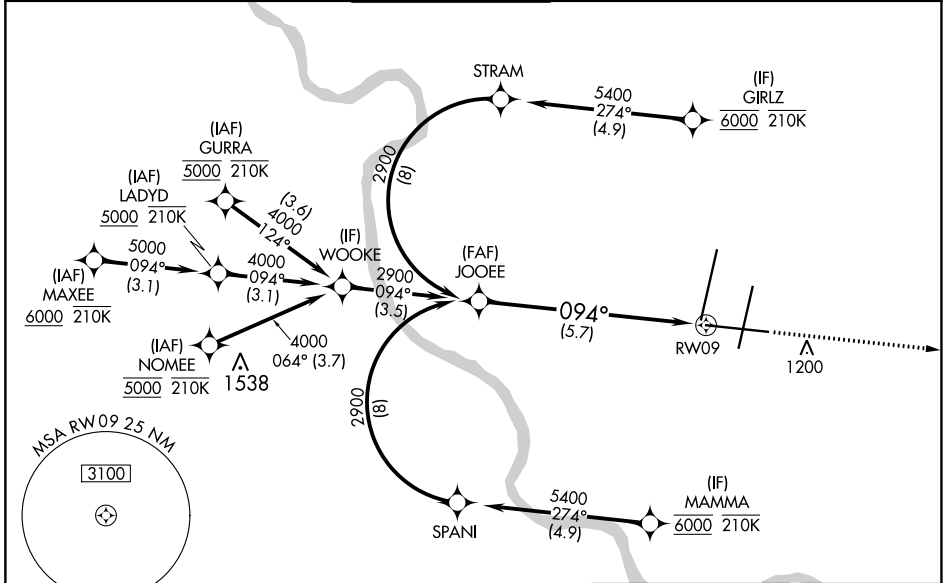 STRAM
5400
274°
(4.9)
(IF)
GIRLZ
6000 210K
2900
(8)
(IAF)
GURRA
5000 210K
(3.6)
4000
124°
(IAF)
LADYD
5000 210K
(IF)
WOOKE
5000
094°
(3.1)
4000
094°
(3.1)
2900
094°
(3.5)
(FAF)
JOOEE
(IAF)
MAXEE
6000 210K
094°
(5.7)
RW09
1200
(IAF)
NOMEE
5000 210K
4000
064° (3.7)
1538
2900
(8)
MSA RW09 25 NM
3100
SPANI
5400
274°
(4.9)
(IF)
MAMMA
6000 210K